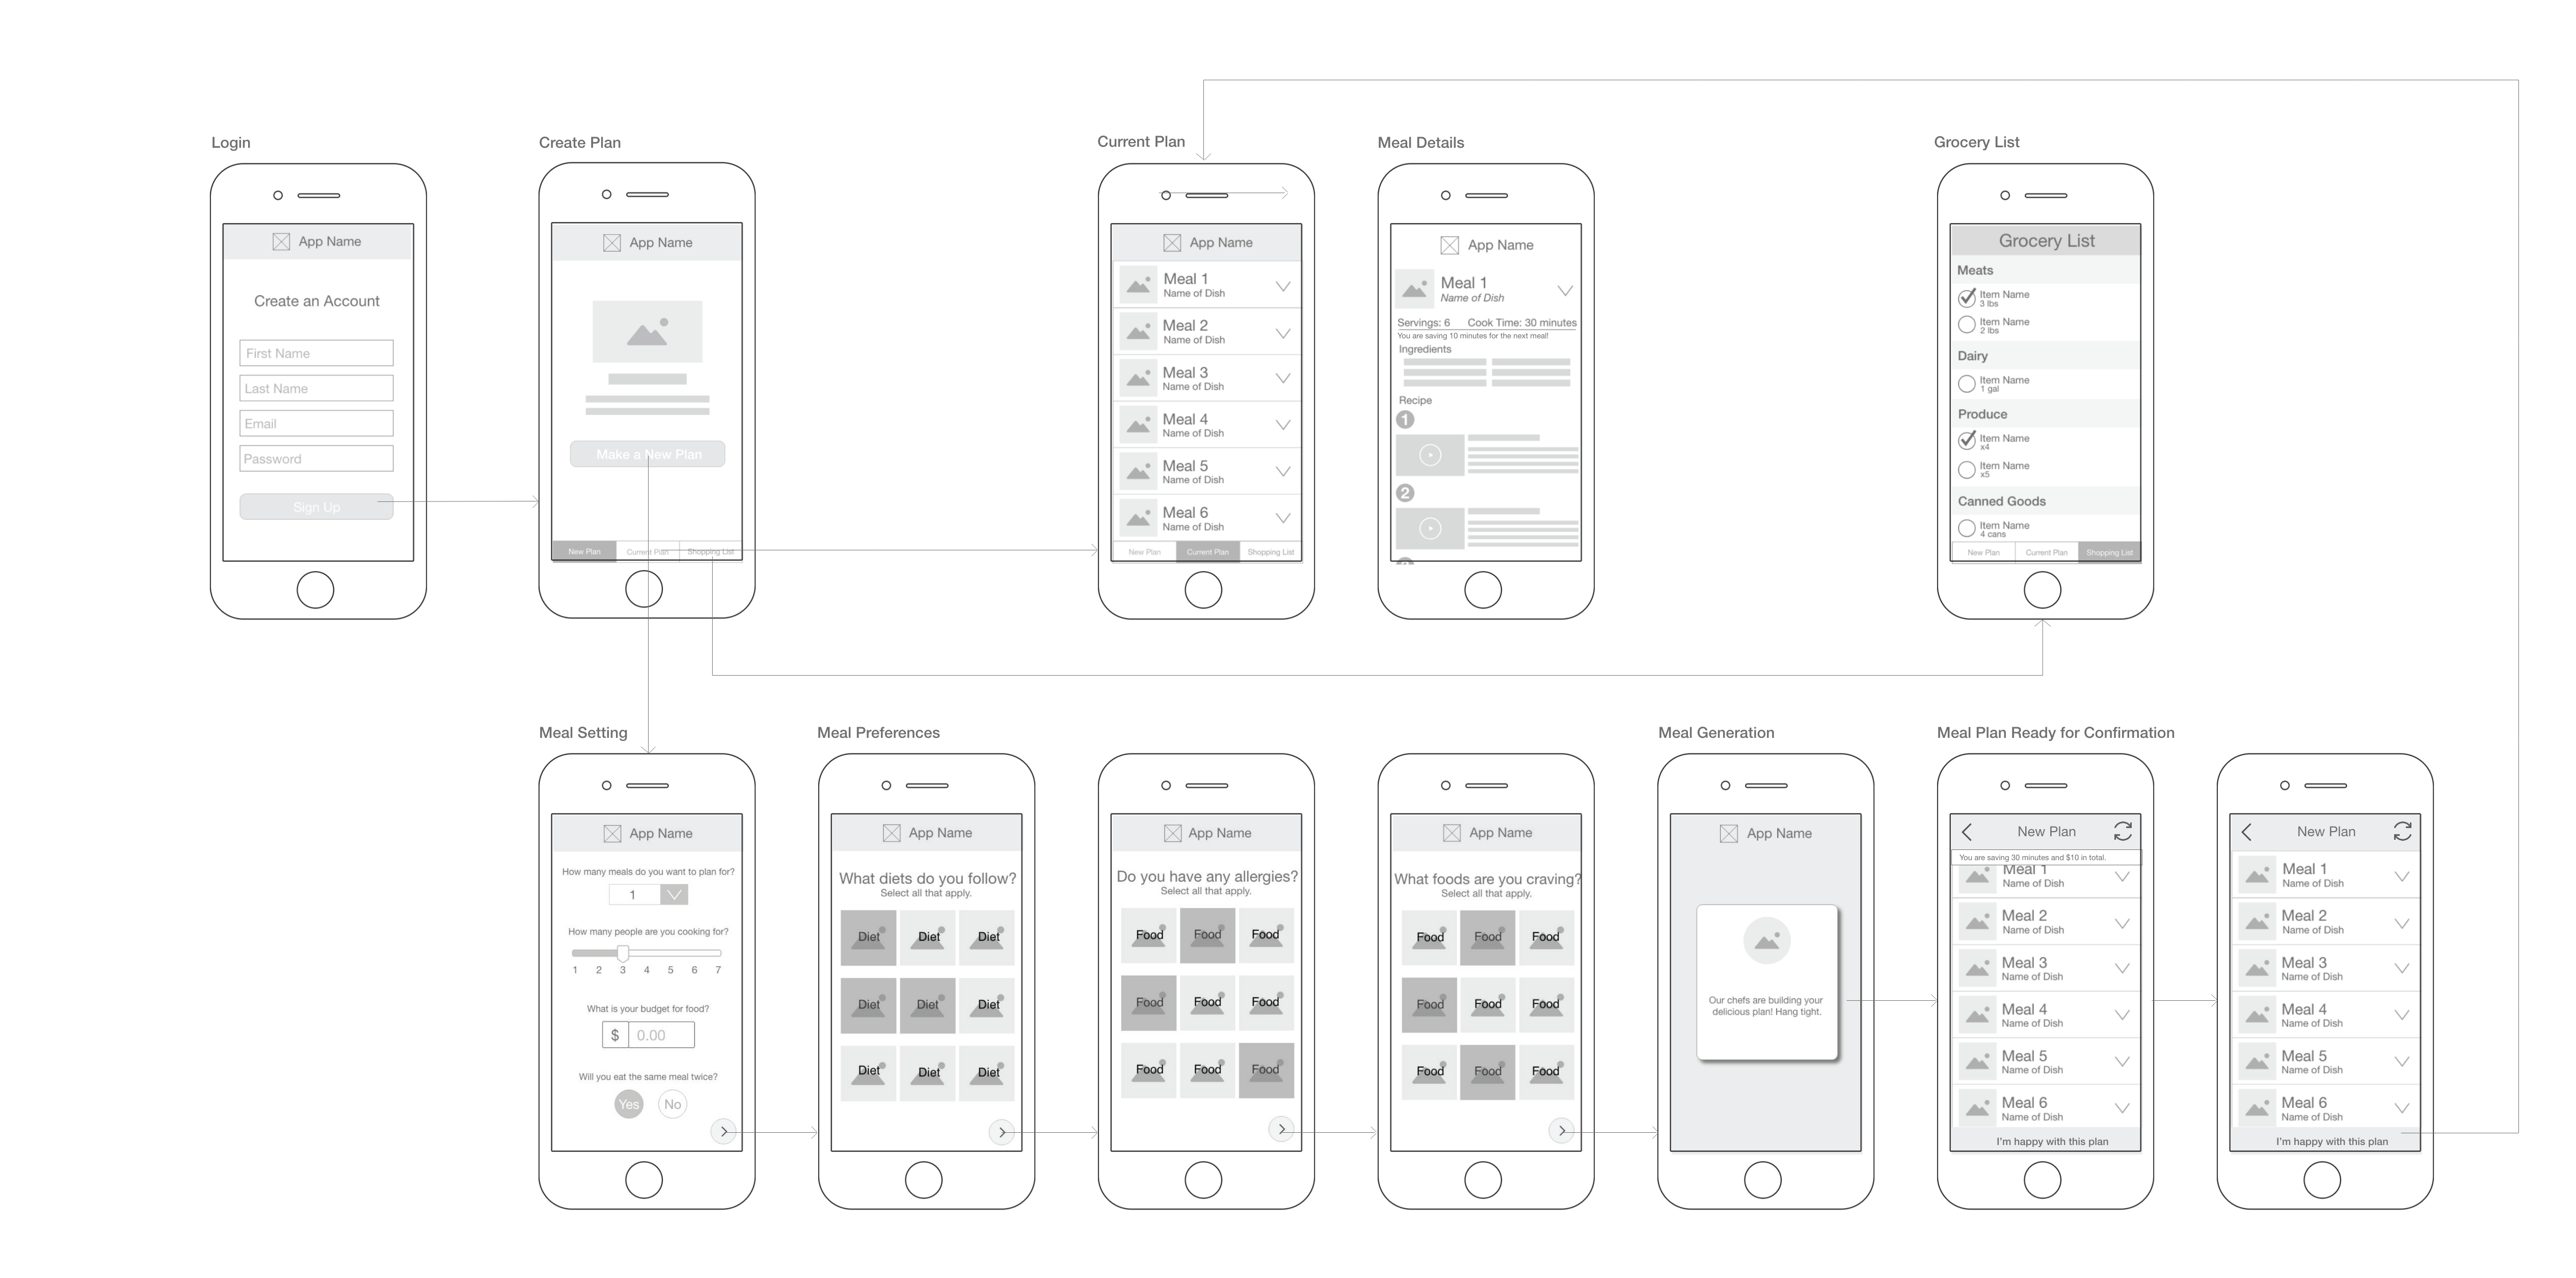 Login
App Name
Create an Account
First Name
Last Name
Email
Password
Sign Up
Create Plan
App Name
Make a New Plan
New Plan
Current Plan
Shopping List
Current Plan
App Name
Meal 1
Name of Dish
Meal 2
Name of Dish
Meal 3
Name of Dish
Meal 4
Name of Dish
Meal 5
Name of Dish
Meal 6
Name of Dish
New Plan
Current Plan
Shopping List
Meal Details
App Name
Meal 1
Name of Dish
Servings: 6 Cook Time: 30 minutes
You are saving 10 minutes for the next meal!
Ingredients
Recipe
1
2
Grocery List
Grocery List
Meats
Item Name
3 lbs
Item Name
2 lbs
Dairy
Item Name
1 gal
Produce
Item Name
x4
Item Name
x5
Canned Goods
Item Name
4 cans
New Plan
Current Plan
Shopping List
Meal Setting
App Name
How many meals do you want to plan for?
1
How many people are you cooking for?
1 2 3 4 5 6 7
What is your budget for food?
$ 0.00
Will you eat the same meal twice?
Yes No
Meal Preferences
App Name
What diets do you follow?
Select all that apply.
Diet Diet Diet
Diet Diet Diet
Diet Diet Diet
App Name
Do you have any allergies?
Select all that apply.
Food Food Food
Food Food Food
Food Food Food
App Name
What foods are you craving?
Select all that apply.
Food Food Food
Food Food Food
Food Food Food
Meal Generation
App Name
Our chefs are building your
delicious plan! Hang tight.
Meal Plan Ready for Confirmation
New Plan
You are saving 30 minutes and $10 in total.
Meal 1
Name of Dish
Meal 2
Name of Dish
Meal 3
Name of Dish
Meal 4
Name of Dish
Meal 5
Name of Dish
Meal 6
Name of Dish
I'm happy with this plan
New Plan
Meal 1
Name of Dish
Meal 2
Name of Dish
Meal 3
Name of Dish
Meal 4
Name of Dish
Meal 5
Name of Dish
Meal 6
Name of Dish
I'm happy with this plan